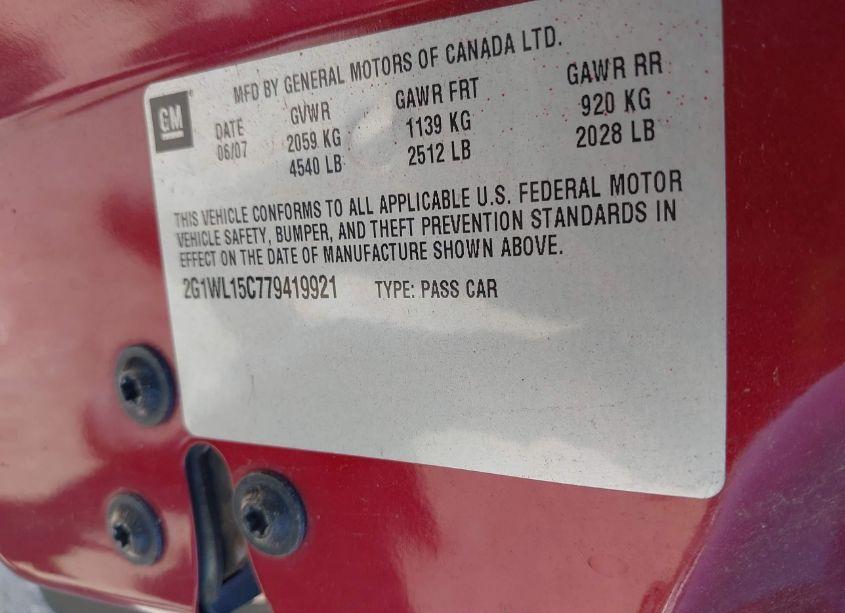 MFD BY GENERAL MOTORS OF CANADA LTD.
GM
DATE GVWR GAWR FRT GAWR RR
06/07 2059 KG 1139 KG 920 KG
4540 LB 2512 LB 2028 LB
THIS VEHICLE CONFORMS TO ALL APPLICABLE U.S. FEDERAL MOTOR
VEHICLE SAFETY, BUMPER, AND THEFT PREVENTION STANDARDS IN
EFFECT ON THE DATE OF MANUFACTURE SHOWN ABOVE.
2G1WL15C779419921 TYPE: PASS CAR